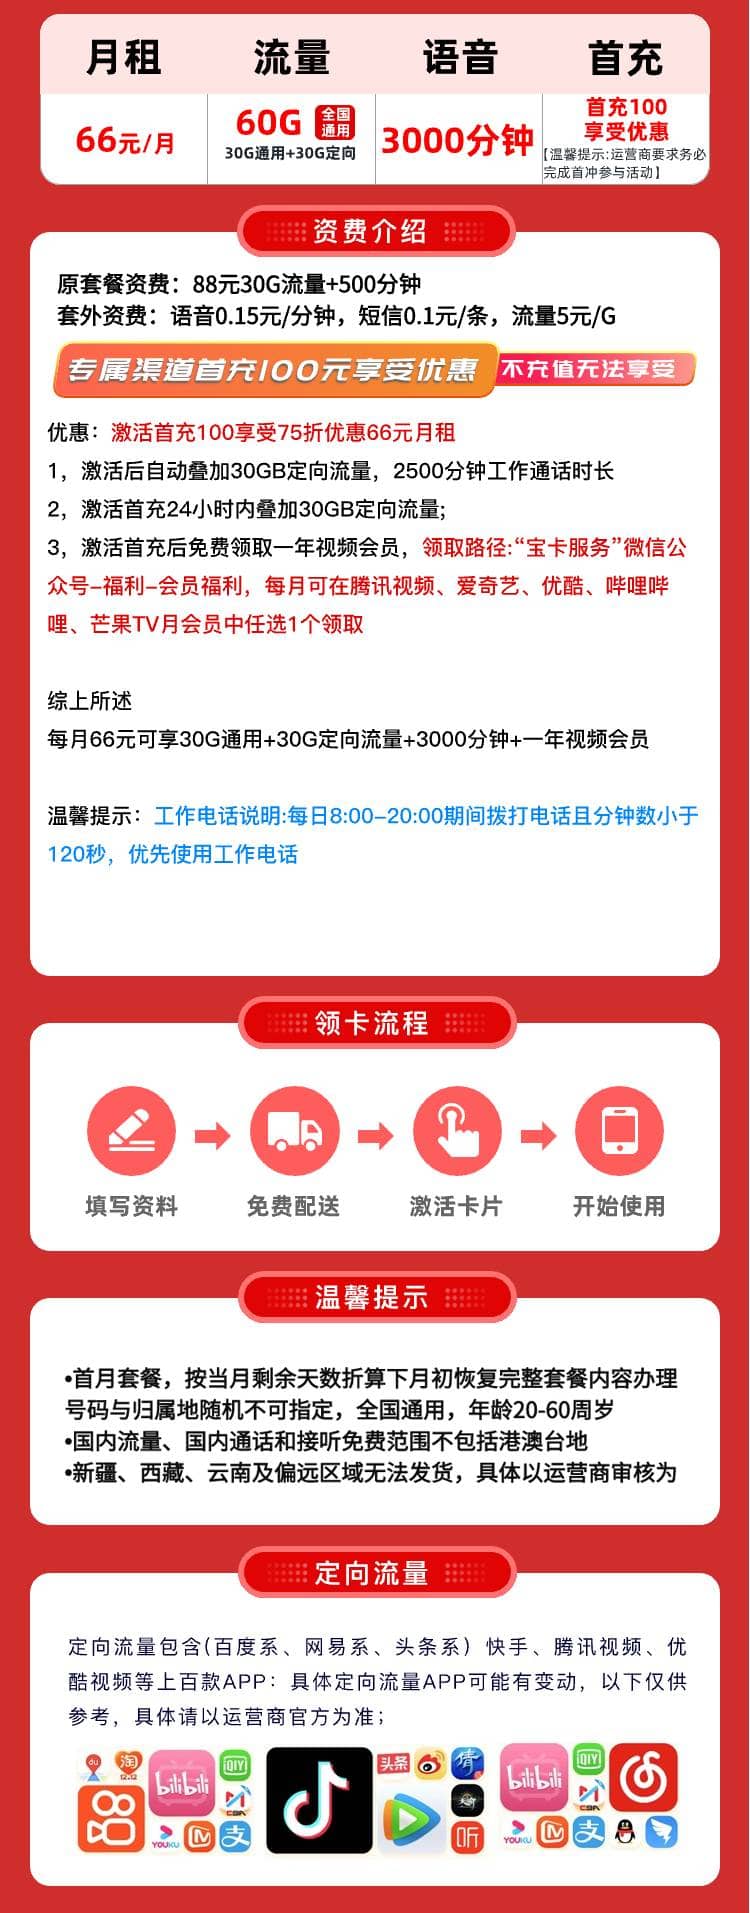 月租
流量
语音
首充
66元/月
60G 全国通用
30G通用+30G定向
3000分钟
首充100
享受优惠
【温馨提示:运营商要求务必
完成首冲参与活动】
资费介绍
原套餐资费：88元30G流量+500分钟
套外资费：语音0.15元/分钟，短信0.1元/条，流量5元/G
专属渠道首充100元享受优惠 不充值无法享受
优惠：激活首充100享受75折优惠66元月租
1，激活后自动叠加30GB定向流量，2500分钟工作通话时长
2，激活首充24小时内叠加30GB定向流量;
3，激活首充后免费领取一年视频会员，领取路径:“宝卡服务”微信公
众号-福利-会员福利，每月可在腾讯视频、爱奇艺、优酷、哔哩哔
哩、芒果TV月会员中任选1个领取
综上所述
每月66元可享30G通用+30G定向流量+3000分钟+一年视频会员
温馨提示：工作电话说明:每日8:00-20:00期间拨打电话且分钟数小于
120秒，优先使用工作电话
领卡流程
填写资料
免费配送
激活卡片
开始使用
温馨提示
•首月套餐，按当月剩余天数折算下月初恢复完整套餐内容办理
号码与归属地随机不可指定，全国通用，年龄20-60周岁
•国内流量、国内通话和接听免费范围不包括港澳台地
•新疆、西藏、云南及偏远区域无法发货，具体以运营商审核为
定向流量
定向流量包含(百度系、网易系、头条系）快手、腾讯视频、优
酷视频等上百款APP：具体定向流量APP可能有变动，以下仅供
参考，具体请以运营商官方为准；
du
淘
12.12
bilibili
QIY
CBA
YOUKU
支
头条
倩
听
bilibili
QIY
CBA
YOUKU
支